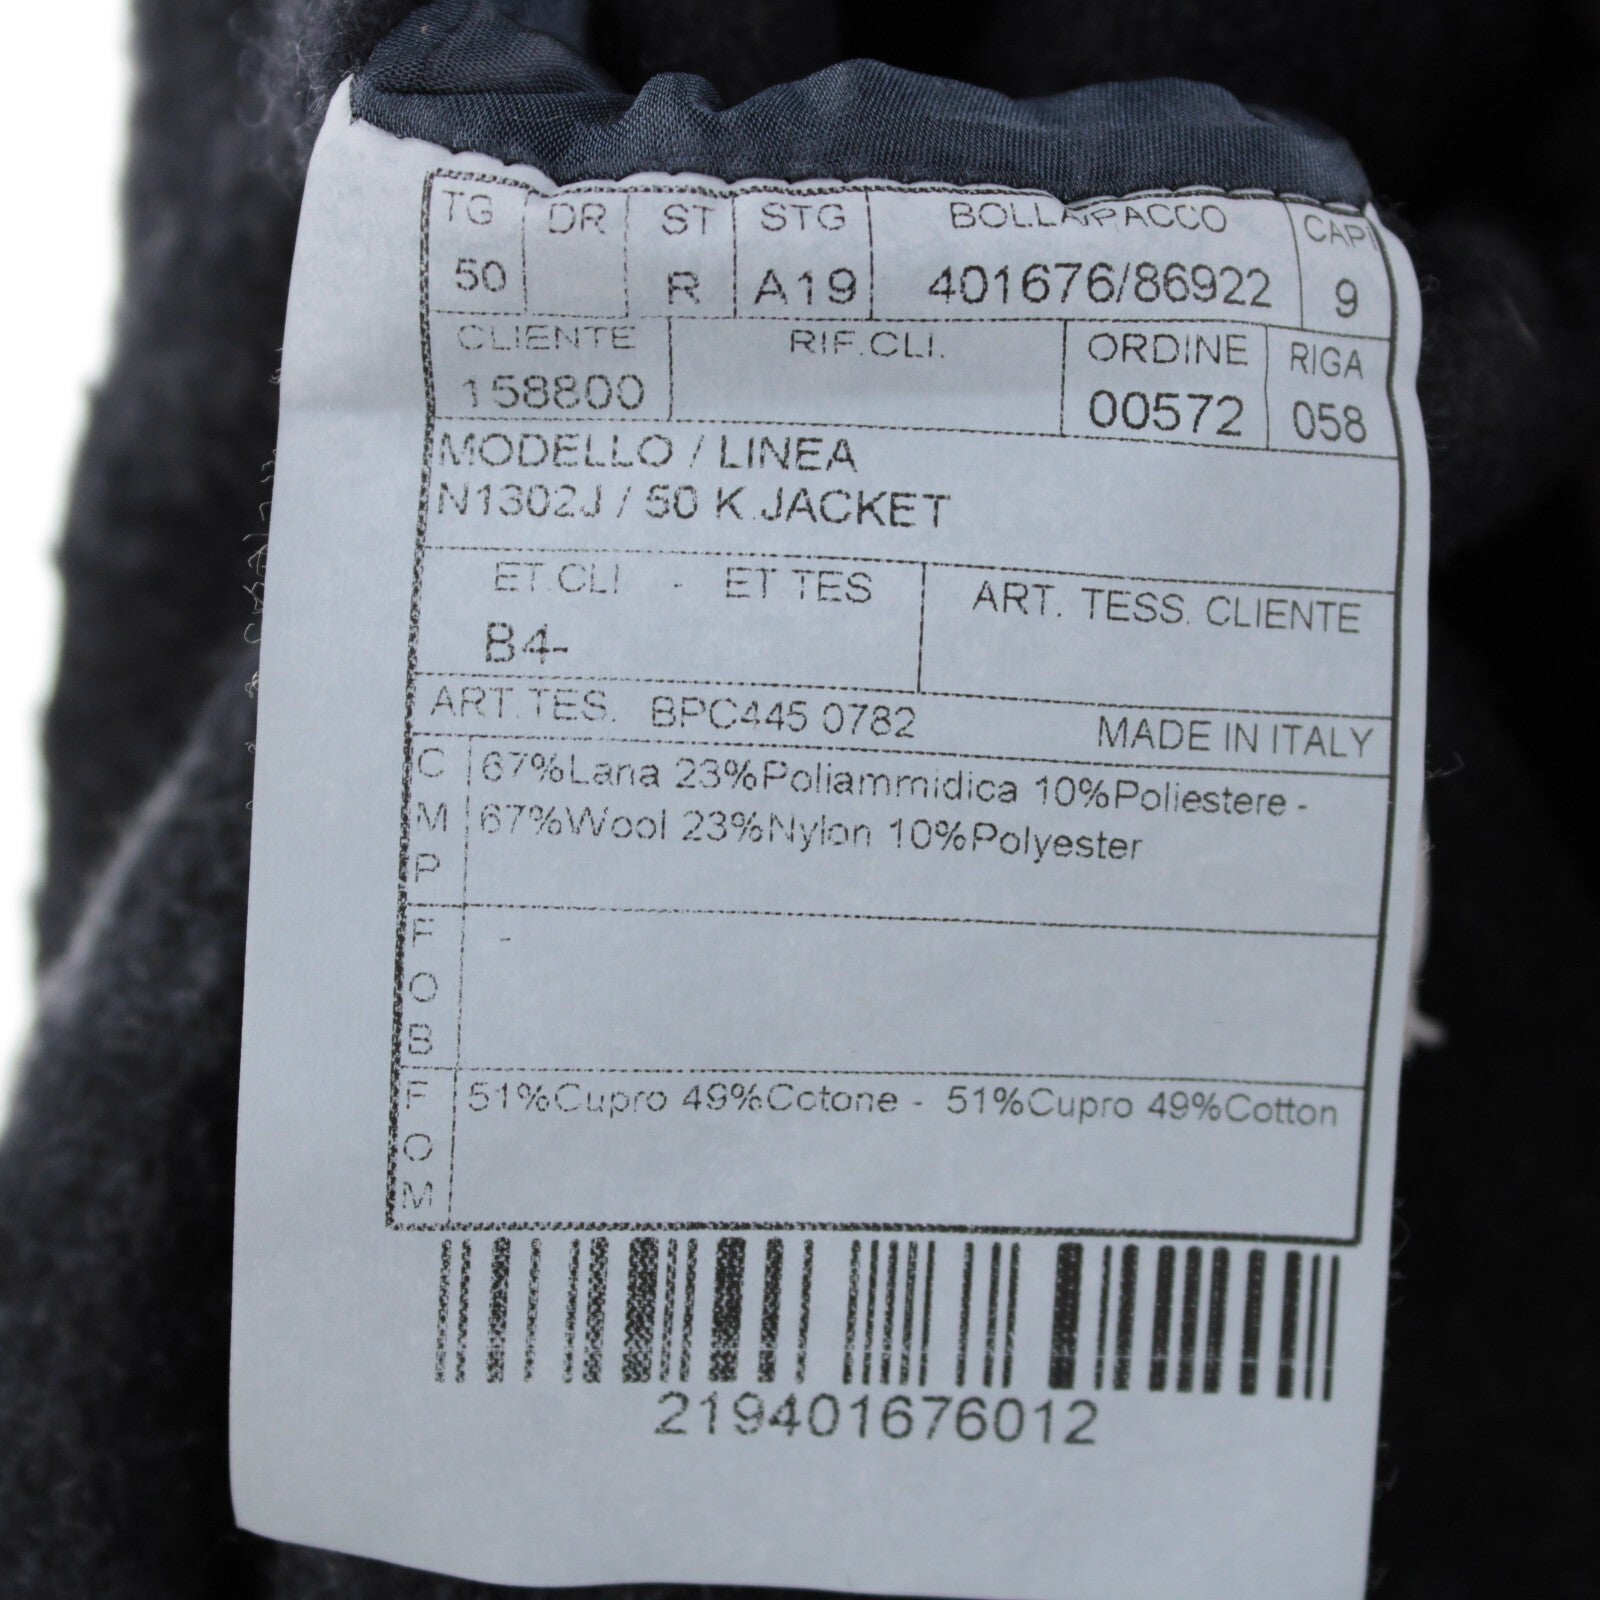 TG DR ST STG BOLLA/PACCO CAPI
50 R A19 401676/86922 9
CLIENTE RIF.CLI. ORDINE RIGA
158800 00572 058
MODELLO / LINEA
N1302J / 50 K.JACKET
ET.CLI - ET TES ART. TESS. CLIENTE
B4-
ART.TES. BPC445 0782 MADE IN ITALY
C M P
67%Lana 23%Poliammidica 10%Poliestere -
67%Wool 23%Nylon 10%Polyester
F O B
-
F O M
51%Cupro 49%Cotone - 51%Cupro 49%Cotton
219401676012